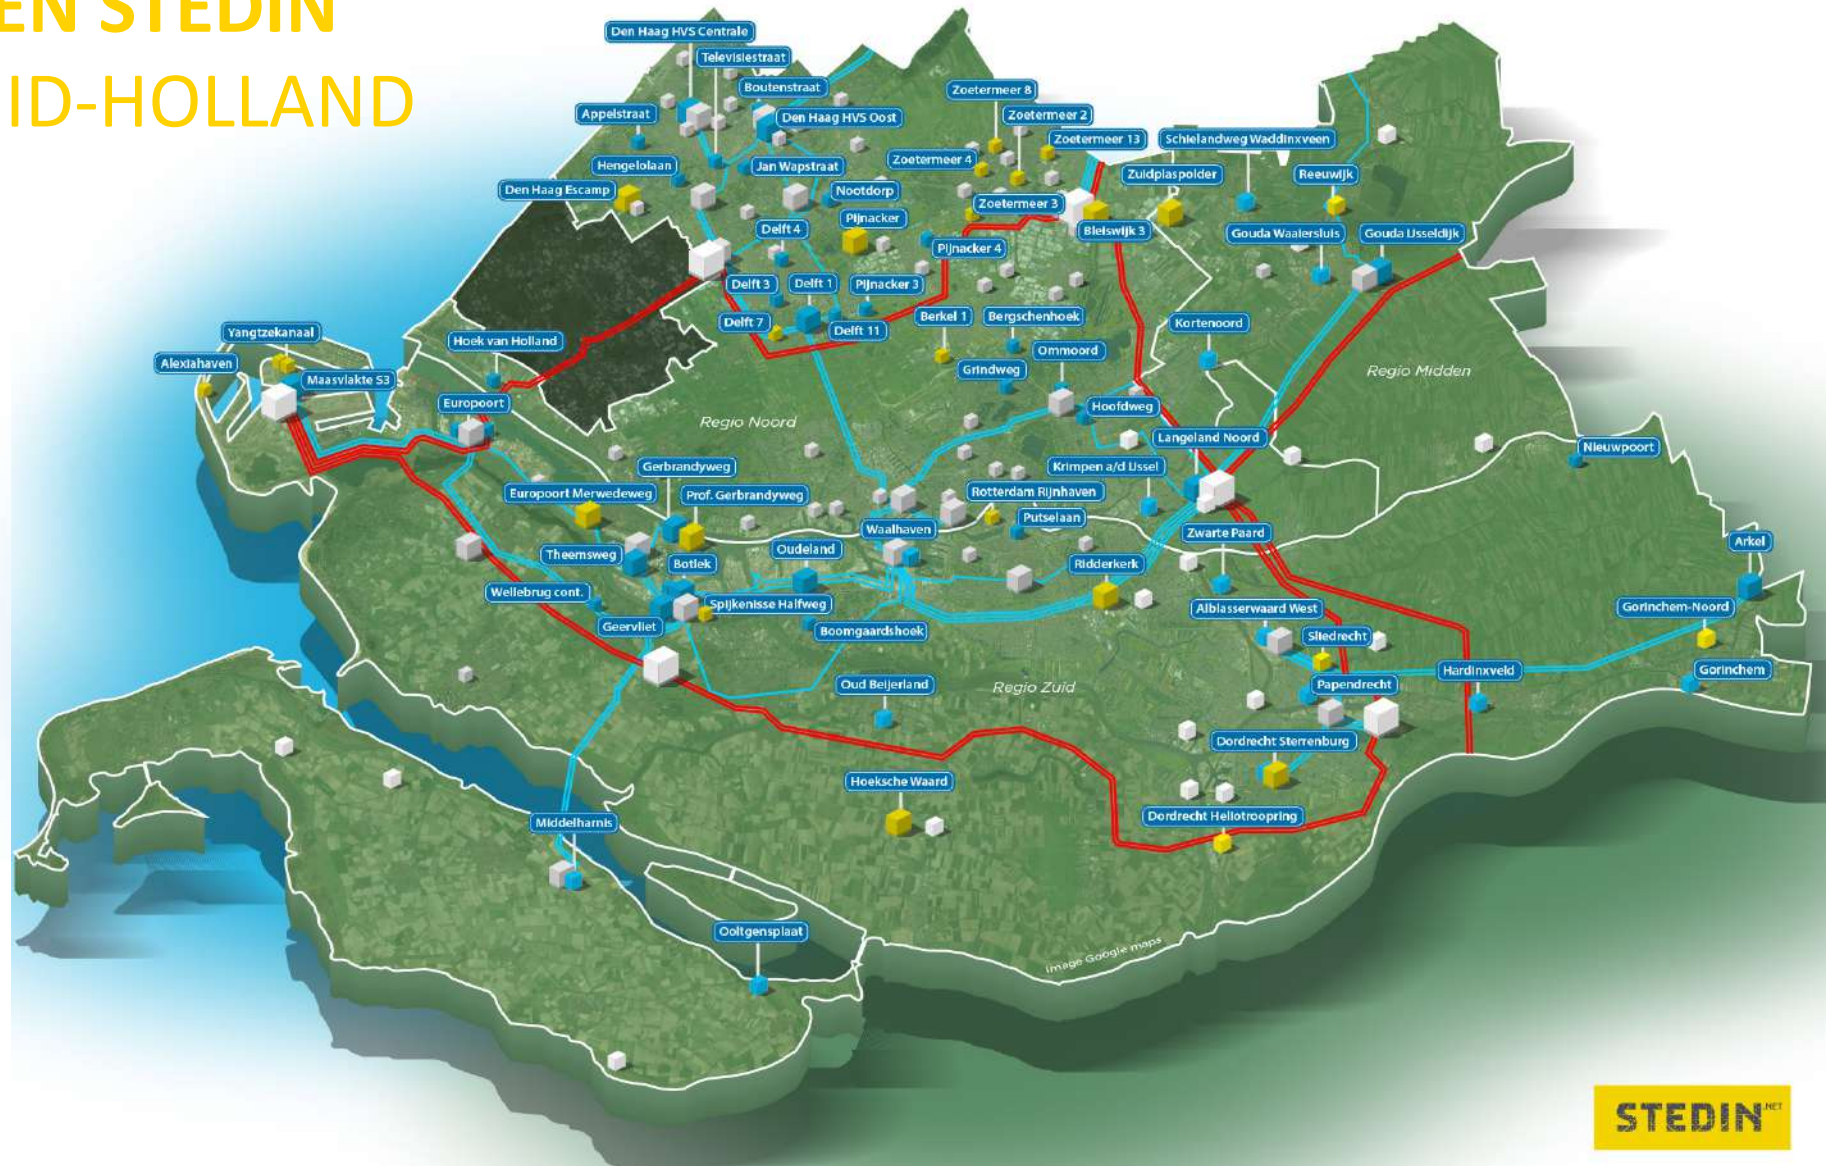 EN STEDIN
ID-HOLLAND
Den Haag HVS Centrale
Televisiestraat
Boutenstraat
Zoetermeer 8
Appelstraat
Den Haag HVS Oost
Zoetermeer 2
Zoetermeer 13
Schielandweg Waddinxveen
Hengelolaan
Jan Wapstraat
Zoetermeer 4
Zuidplaspolder
Reeuwijk
Den Haag Escamp
Nootdorp
Zoetermeer 3
Pijnacker
Delft 4
Bleiswijk 3
Gouda Waaiersluis
Gouda IJsseldijk
Pijnacker 4
Delft 3
Delft 1
Pijnacker 3
Delft 7
Delft 11
Berkel 1
Bergschenhoek
Kortenoord
Yangtzekanaal
Hoek van Holland
Ommoord
Alexiahaven
Grindweg
Regio Midden
Maasvlakte S3
Europoort
Hoofdweg
Regio Noord
Langeland Noord
Nieuwpoort
Gerbrandyweg
Krimpen a/d IJssel
Europoort Merwedeweg
Prof. Gerbrandyweg
Rotterdam Rijnhaven
Putselaan
Waalhaven
Zwarte Paard
Arkel
Theemsweg
Botlek
Oudeland
Ridderkerk
Wellebrug cont.
Spijkenisse Halfweg
Alblasserwaard West
Gorinchem-Noord
Geervliet
Boomgaardshoek
Sliedrecht
Hardinxveld
Gorinchem
Oud Beijerland
Regio Zuid
Papendrecht
Dordrecht Sterrenburg
Hoeksche Waard
Middelharnis
Dordrecht Heliotroopring
Ooltgensplaat
Image Google maps
STEDIN.NET